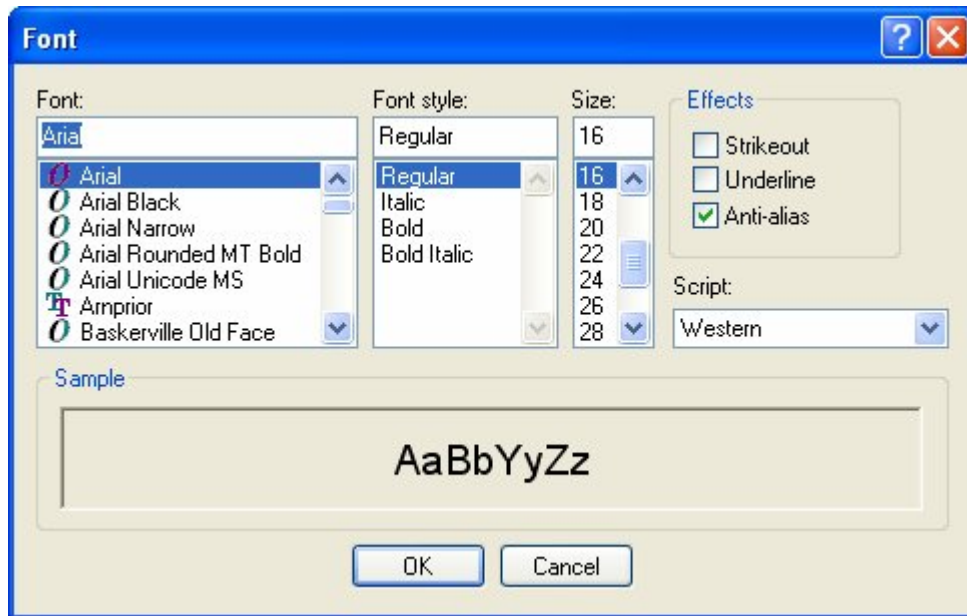 Font
Font: Font style: Size: Effects
Arial Regular 16
Strikeout
Underline
Anti-alias
Arial
Arial Black
Arial Narrow
Arial Rounded MT Bold
Arial Unicode MS
Arnprior
Baskerville Old Face
Regular
Italic
Bold
Bold Italic
16
18
20
22
24
26
28
Script:
Western
Sample
AaBbYyZz
OK Cancel